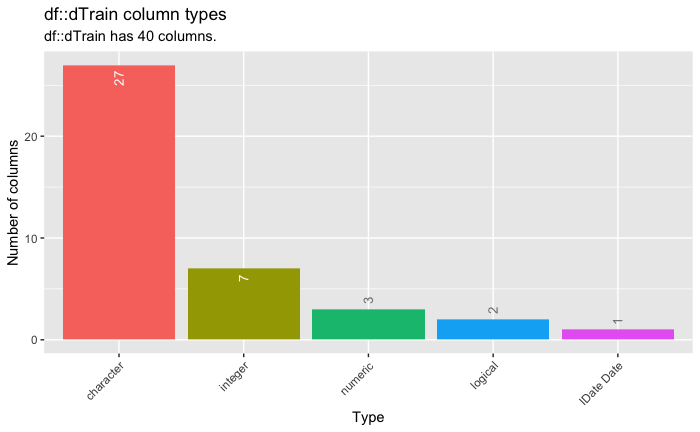 df::dTrain column types
df::dTrain has 40 columns.
Number of columns
20
10
0
27
7
3
2
1
character
integer
numeric
logical
IDate Date
Type